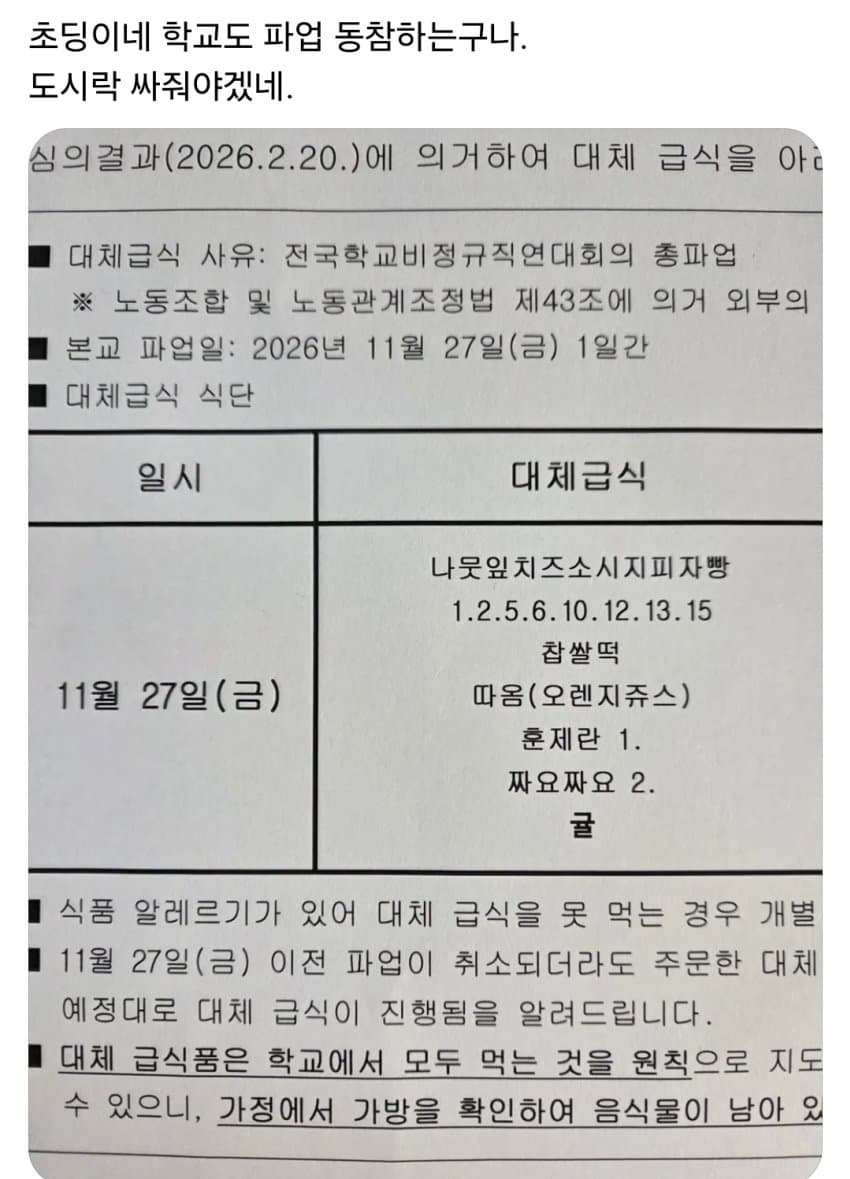 초딩이네 학교도 파업 동참하는구나.
도시락 싸줘야겠네.
심의결과(2026.2.20.)에 의거하여 대체 급식을
■ 대체급식 사유: 전국학교비정규직연대회의 총파업
※ 노동조합 및 노동관계조정법 제43조에 의거 외부의
■ 본교 파업일: 2026년 11월 27일(금) 1일간
■ 대체급식 식단
일시 대체급식
나뭇잎치즈소시지피자빵
1.2.5.6.10.12.13.15
찹쌀떡
11월 27일(금) 따옴(오렌지쥬스)
훈제란 1.
짜요짜요 2.
귤
■ 식품 알레르기가 있어 대체 급식을 못 먹는 경우 개별
■ 11월 27일(금) 이전 파업이 취소되더라도 주문한 대체
예정대로 대체 급식이 진행됨을 알려드립니다.
■ 대체 급식품은 학교에서 모두 먹는 것을 원칙으로 지도
수 있으니, 가정에서 가방을 확인하여 음식물이 남아